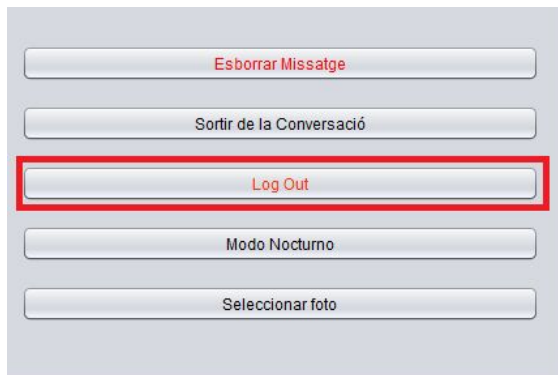 Esborrar Missatge
Sortir de la Conversació
Log Out
Modo Nocturno
Seleccionar foto